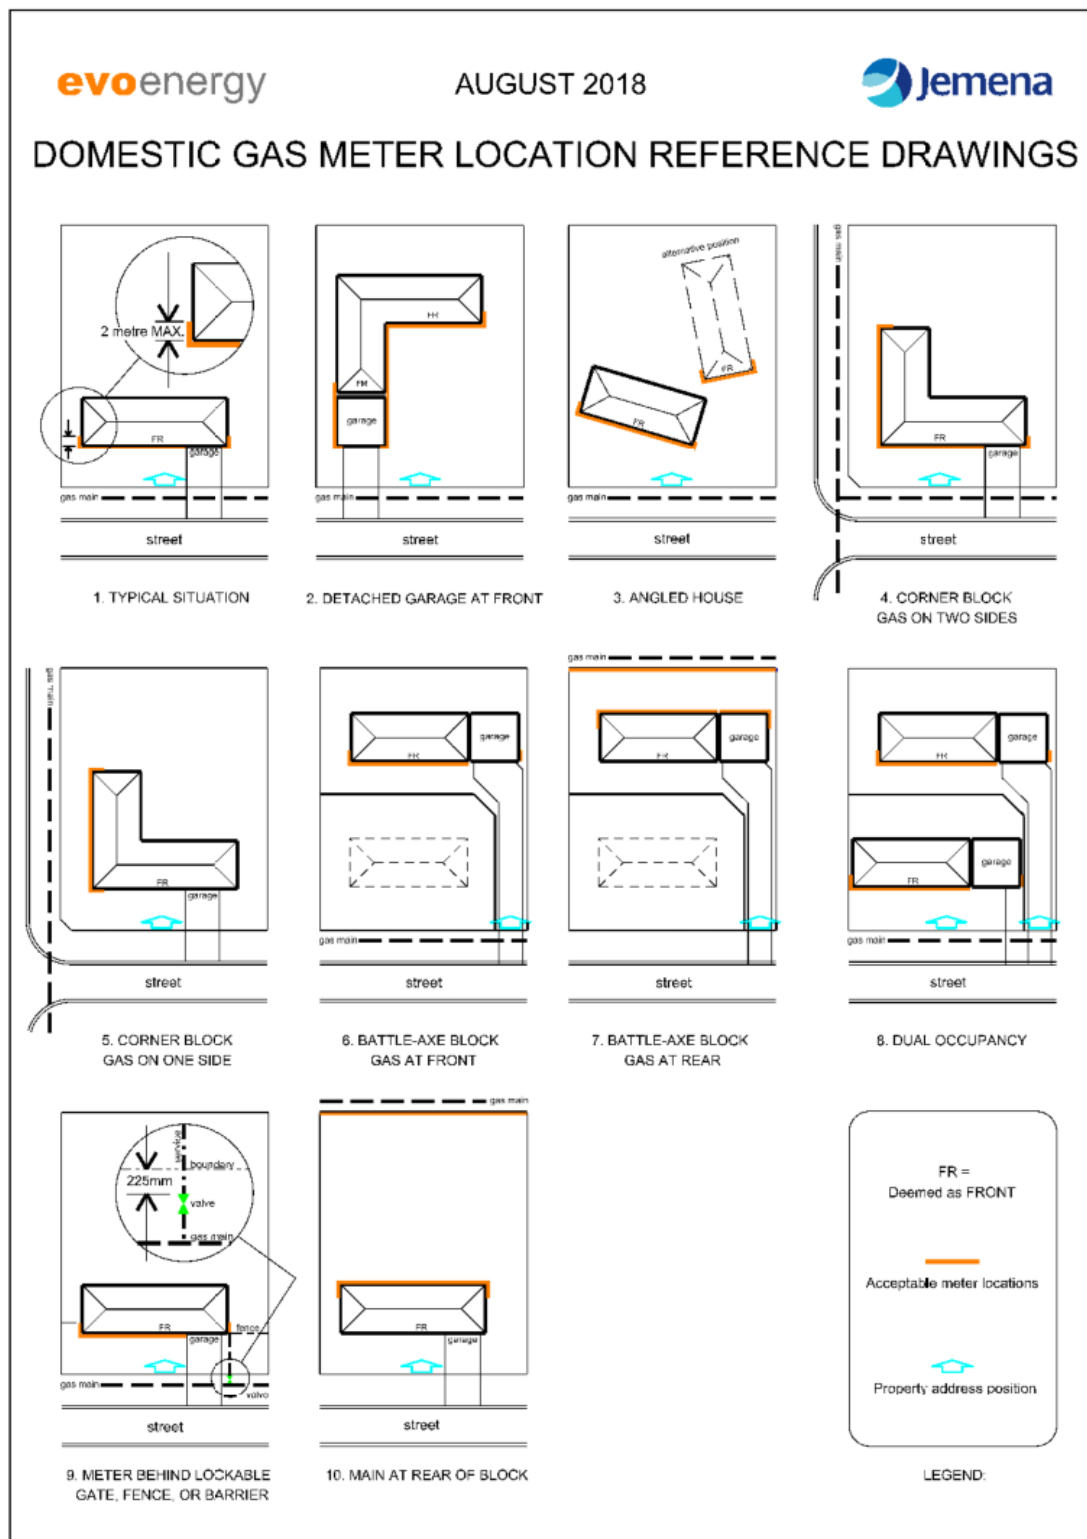 evoenergy
AUGUST 2018
Jemena
DOMESTIC GAS METER LOCATION REFERENCE DRAWINGS
2 metre MAX.
FR
garage
gas main
street
1. TYPICAL SITUATION
FR
FR
garage
gas main
street
2. DETACHED GARAGE AT FRONT
alternative position
FR
FR
gas main
street
3. ANGLED HOUSE
gas main
FR
garage
street
4. CORNER BLOCK
GAS ON TWO SIDES
gas main
FR
garage
street
5. CORNER BLOCK
GAS ON ONE SIDE
garage
FR
gas main
street
6. BATTLE-AXE BLOCK
GAS AT FRONT
gas main
garage
FR
street
7. BATTLE-AXE BLOCK
GAS AT REAR
garage
FR
garage
FR
gas main
street
8. DUAL OCCUPANCY
boundary
225mm
valve
gas main
FR
fence
garage
gas main
valve
street
9. METER BEHIND LOCKABLE
GATE, FENCE, OR BARRIER
gas main
FR
garage
street
10. MAIN AT REAR OF BLOCK
FR =
Deemed as FRONT
Acceptable meter locations
Property address position
LEGEND: